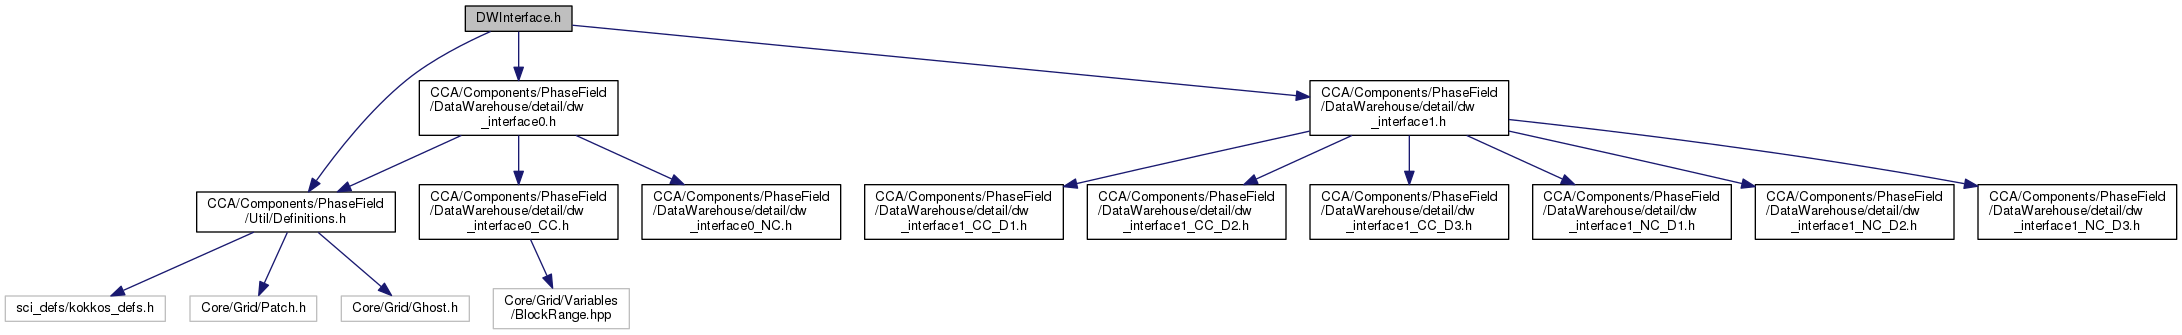 DWInterface.h
CCA/Components/PhaseField
/DataWarehouse/detail/dw
_interface0.h
CCA/Components/PhaseField
/DataWarehouse/detail/dw
_interface1.h
CCA/Components/PhaseField
/Util/Definitions.h
CCA/Components/PhaseField
/DataWarehouse/detail/dw
_interface0_CC.h
CCA/Components/PhaseField
/DataWarehouse/detail/dw
_interface0_NC.h
CCA/Components/PhaseField
/DataWarehouse/detail/dw
_interface1_CC_D1.h
CCA/Components/PhaseField
/DataWarehouse/detail/dw
_interface1_CC_D2.h
CCA/Components/PhaseField
/DataWarehouse/detail/dw
_interface1_CC_D3.h
CCA/Components/PhaseField
/DataWarehouse/detail/dw
_interface1_NC_D1.h
CCA/Components/PhaseField
/DataWarehouse/detail/dw
_interface1_NC_D2.h
CCA/Components/PhaseField
/DataWarehouse/detail/dw
_interface1_NC_D3.h
sci_defs/kokkos_defs.h
Core/Grid/Patch.h
Core/Grid/Ghost.h
Core/Grid/Variables
/BlockRange.hpp